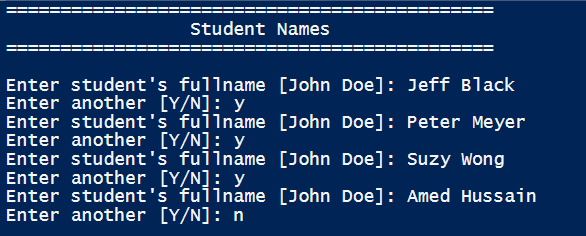 =============================================
Student Names
=============================================
Enter student's fullname [John Doe]: Jeff Black
Enter another [Y/N]: y
Enter student's fullname [John Doe]: Peter Meyer
Enter another [Y/N]: y
Enter student's fullname [John Doe]: Suzy Wong
Enter another [Y/N]: y
Enter student's fullname [John Doe]: Amed Hussain
Enter another [Y/N]: n